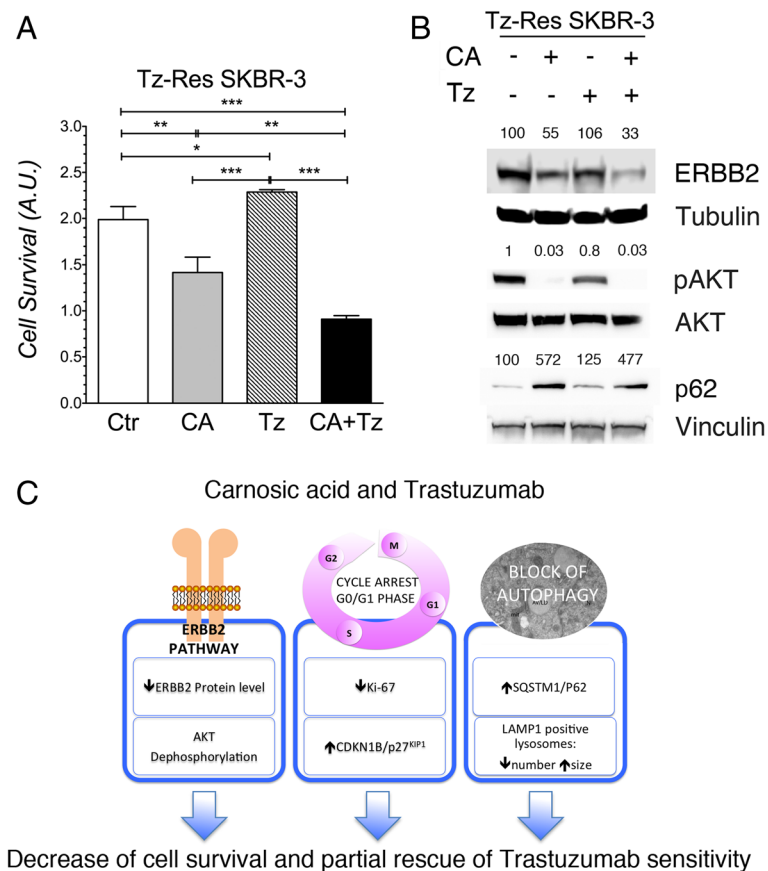 A
Tz-Res SKBR-3
***
** **
*
*** ***
3.0
2.5
2.0
1.5
1.0
0.5
0.0
Cell Survival (A.U.)
Ctr CA Tz CA+Tz
B
Tz-Res SKBR-3
CA - + - +
Tz - - + +
100 55 106 33
ERBB2
Tubulin
1 0.03 0.8 0.03
pAKT
AKT
100 572 125 477
p62
Vinculin
C
Carnosic acid and Trastuzumab
ERBB2
PATHWAY
🡇ERBB2 Protein level
AKT
Dephosphorylation
G2 M
CYCLE ARREST
G0/G1 PHASE
G1
S
🡇Ki-67
🡅CDKN1B/p27KIP1
BLOCK OF
AUTOPHAGY
🡅SQSTM1/P62
LAMP1 positive
lysosomes:
🡇number 🡅size
Decrease of cell survival and partial rescue of Trastuzumab sensitivity